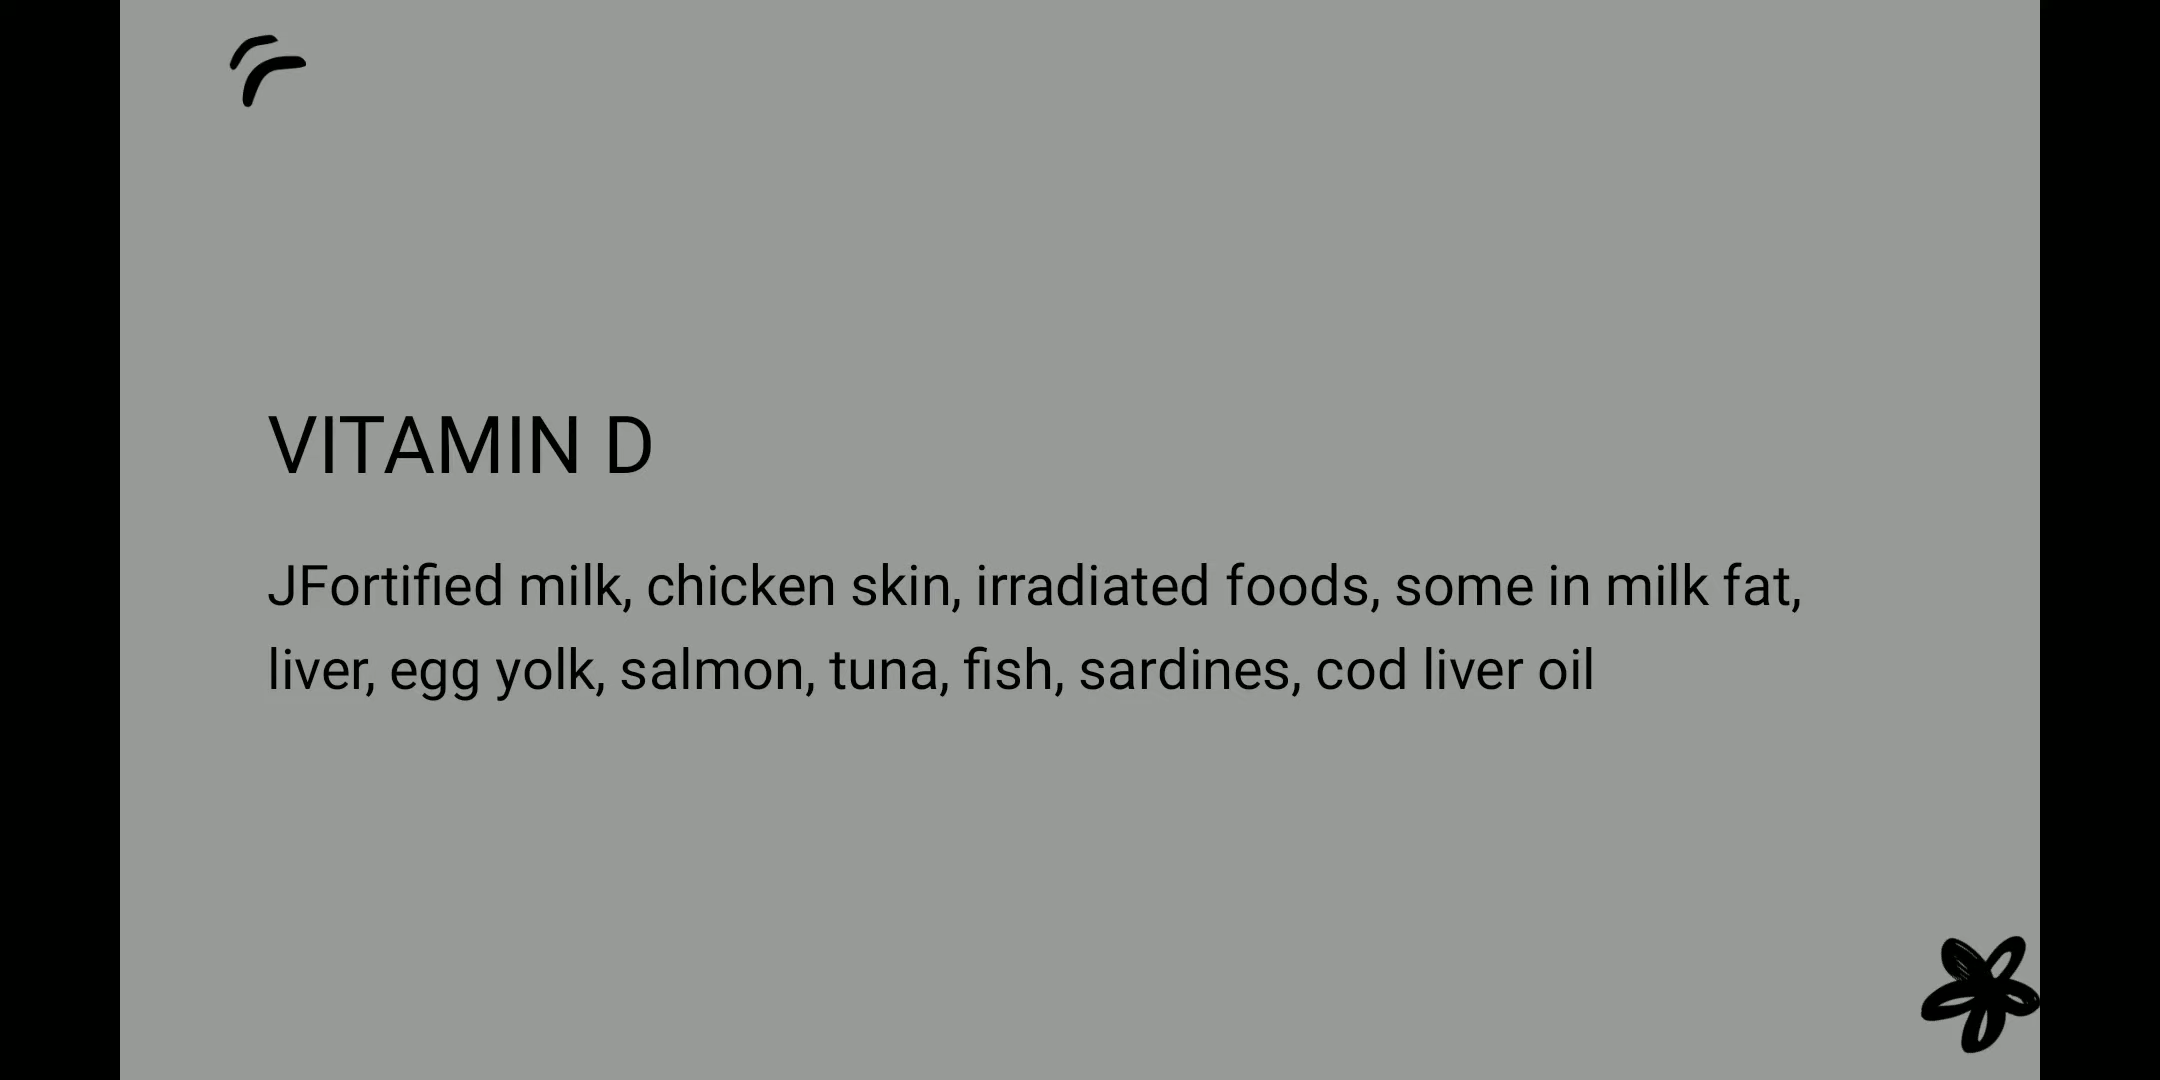 VITAMIN D
JFortified milk, chicken skin, irradiated foods, some in milk fat,
liver, egg yolk, salmon, tuna, fish, sardines, cod liver oil